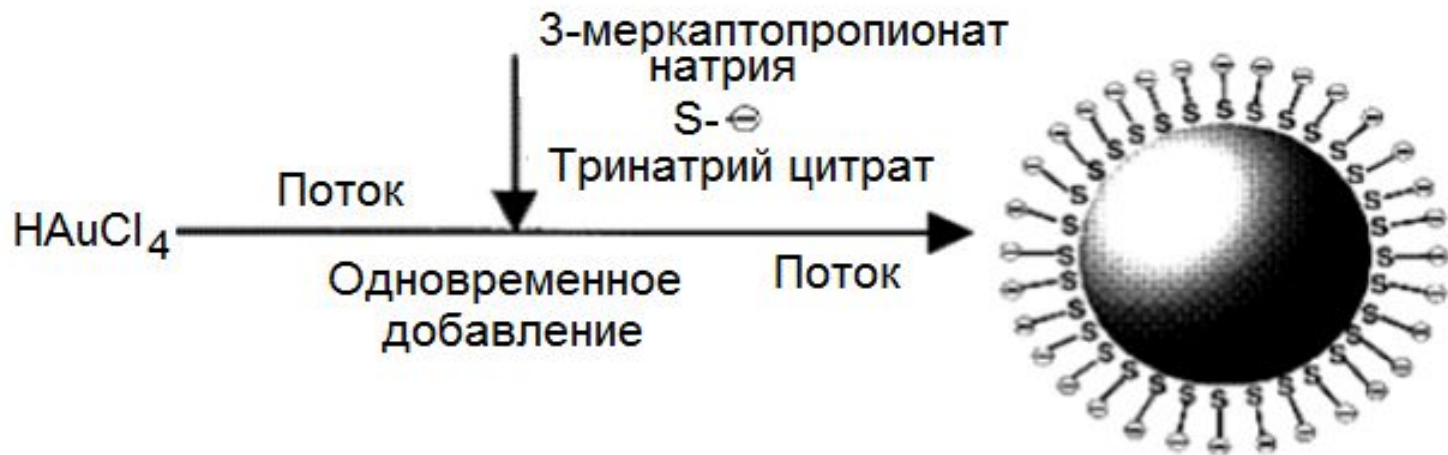 3-меркаптопропионат
натрия
S-⊖
Тринатрий цитрат
Поток
HAuCl4
Одновременное
добавление
Поток
S S S S S S S S S S S S S S S S S S S S S S S S S S S S S S S S S S